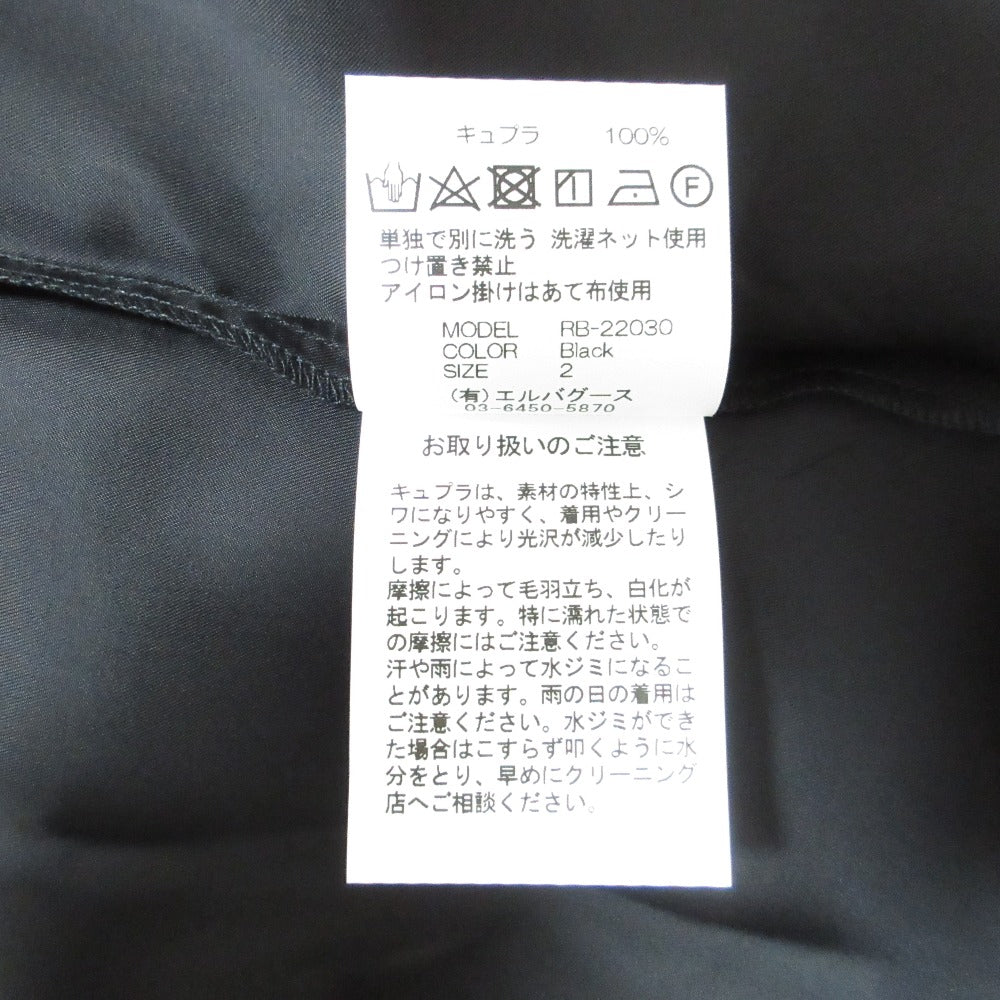 キュプラ 100%
F
単独で別に洗う 洗濯ネット使用
つけ置き禁止
アイロン掛けはあて布使用
MODEL RB-22030
COLOR Black
SIZE 2
(有)エルバグース
03-6450-5870
お取り扱いのご注意
キュプラは、素材の特性上、シ
ワになりやすく、着用やクリー
ニングにより光沢が減少したり
します。
摩擦によって毛羽立ち、白化が
起こります。特に濡れた状態で
の摩擦にはご注意ください。
汗や雨によって水ジミになるこ
とがあります。雨の日の着用は
ご注意ください。水ジミができ
た場合はこすらず叩くように水
分をとり、早めにクリーニング
店へご相談ください。